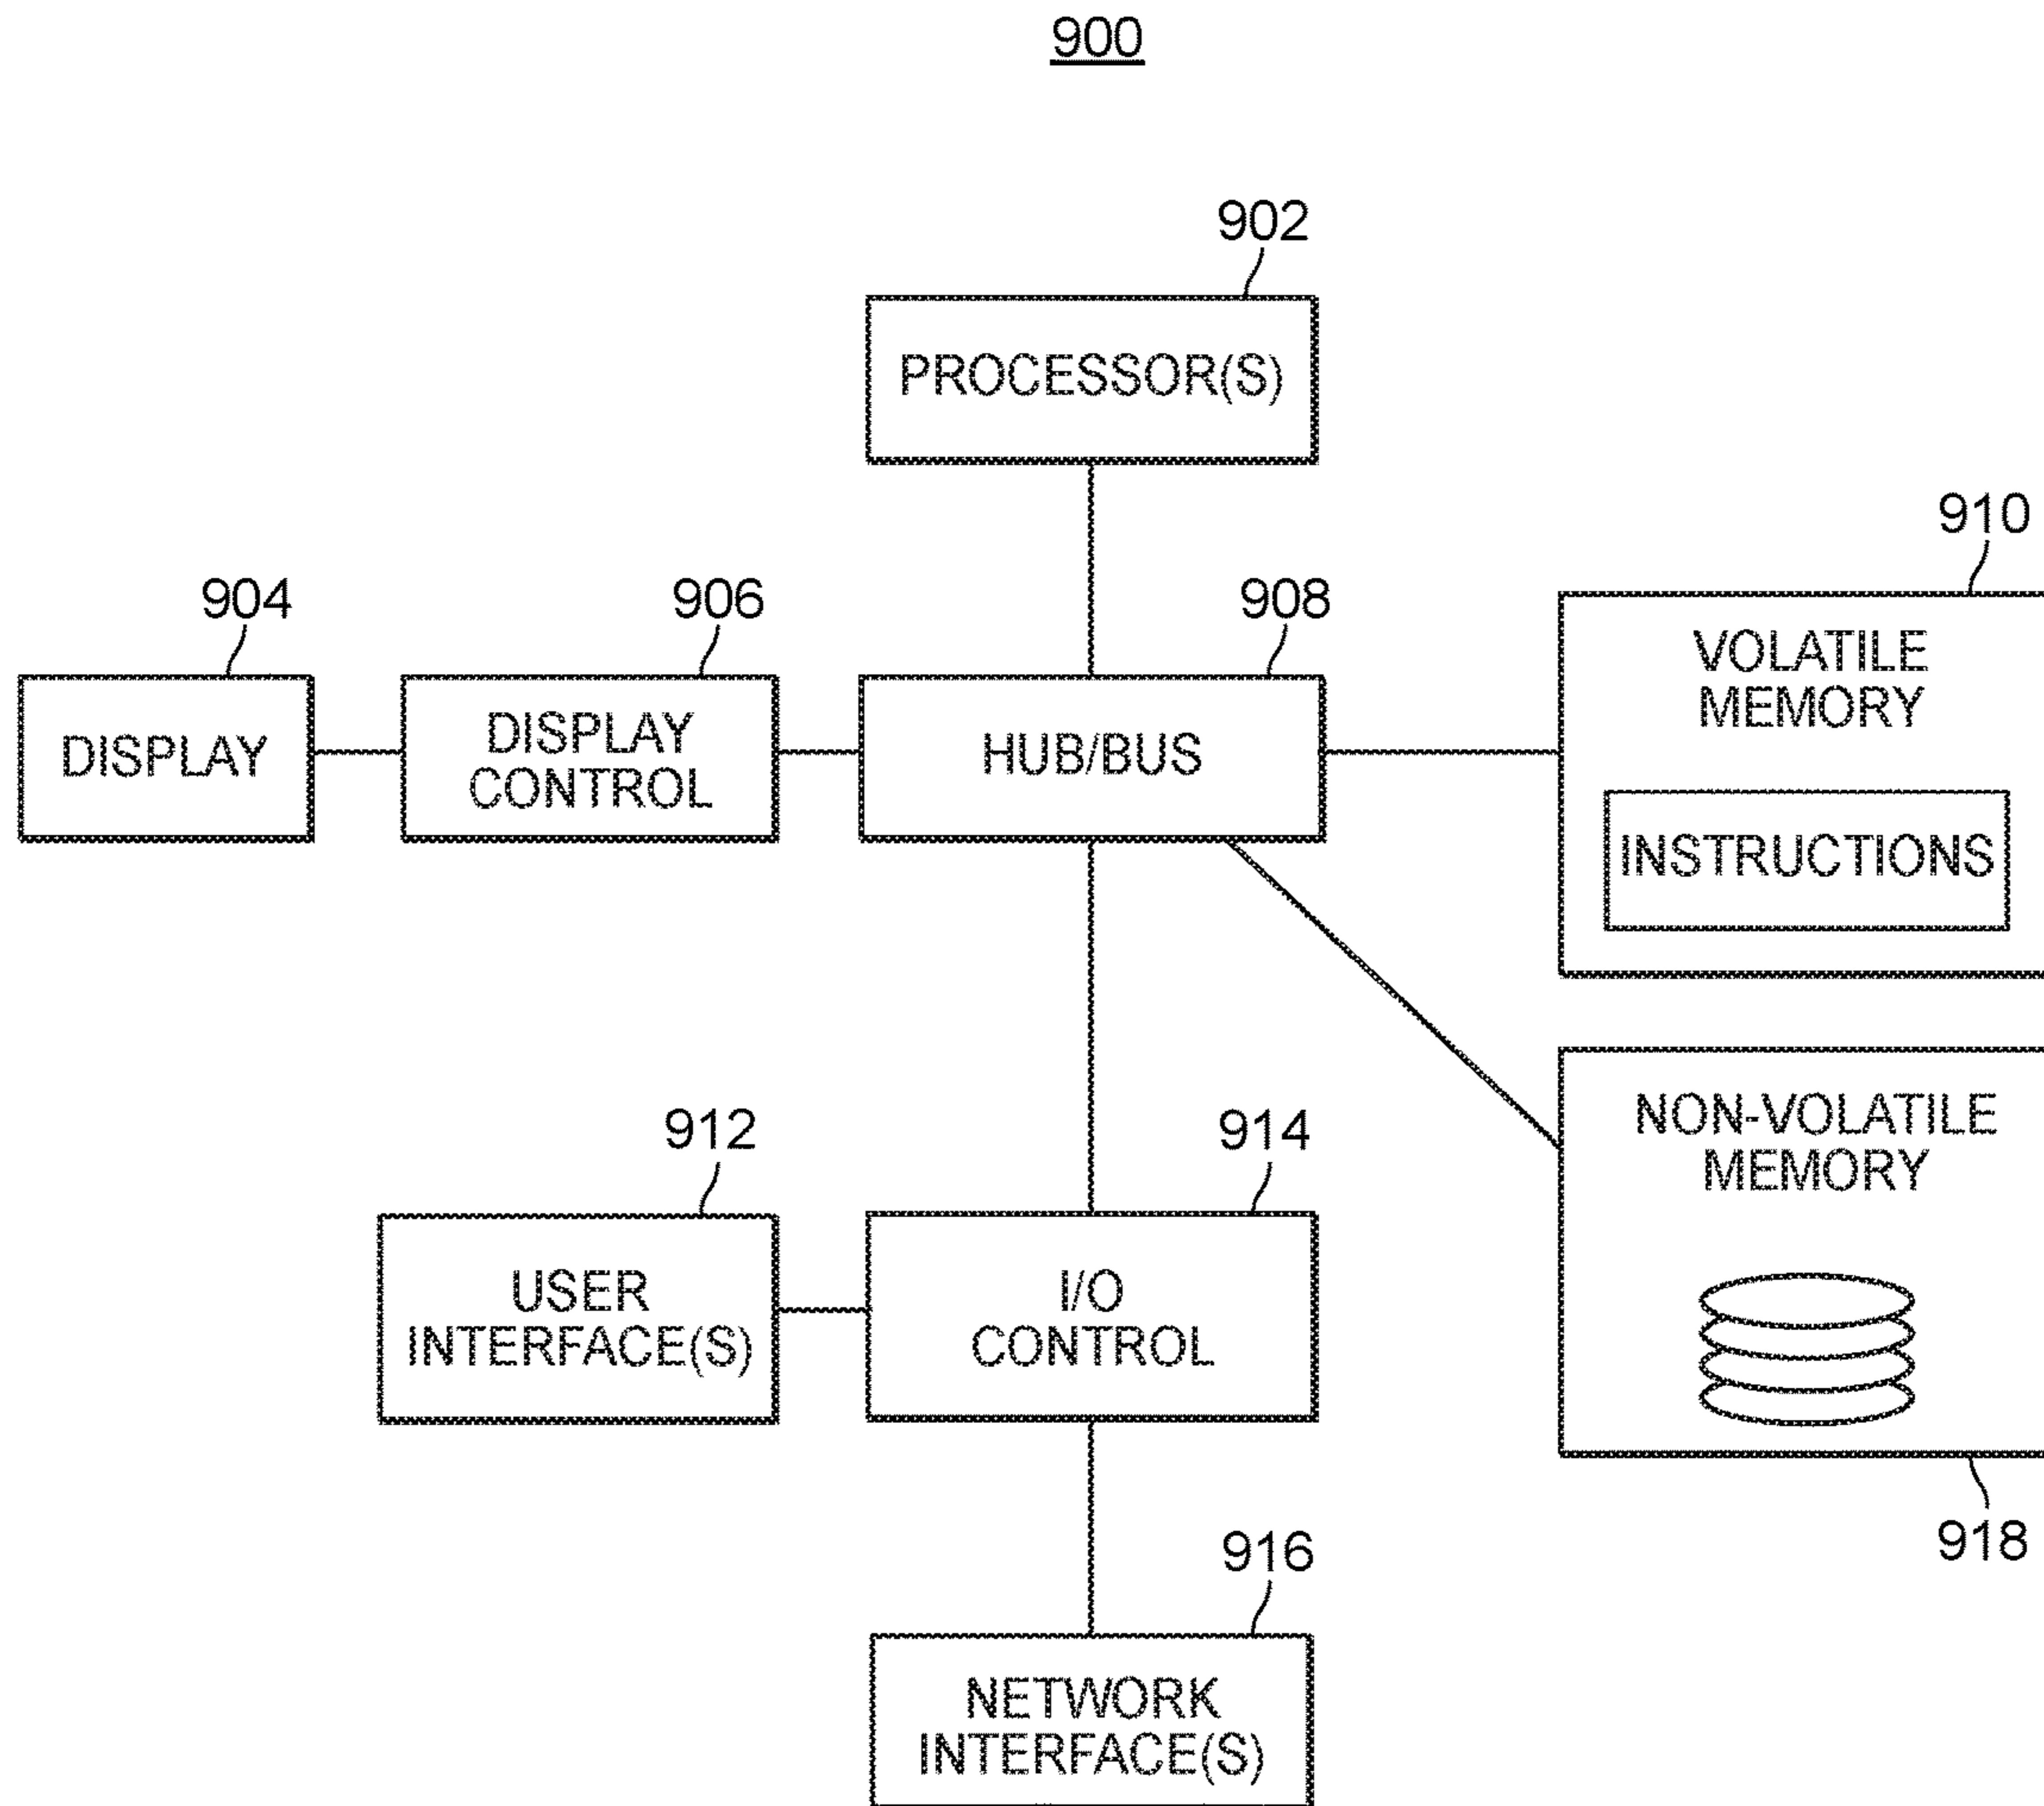 900
902
PROCESSOR(S)
910
904
906
908
VOLATILE
MEMORY
DISPLAY
DISPLAY
CONTROL
HUB/BUS
INSTRUCTIONS
NON-VOLATILE
MEMORY
912
914
USER
INTERFACE(S)
I/O
CONTROL
918
916
NETWORK
INTERFACE(S)